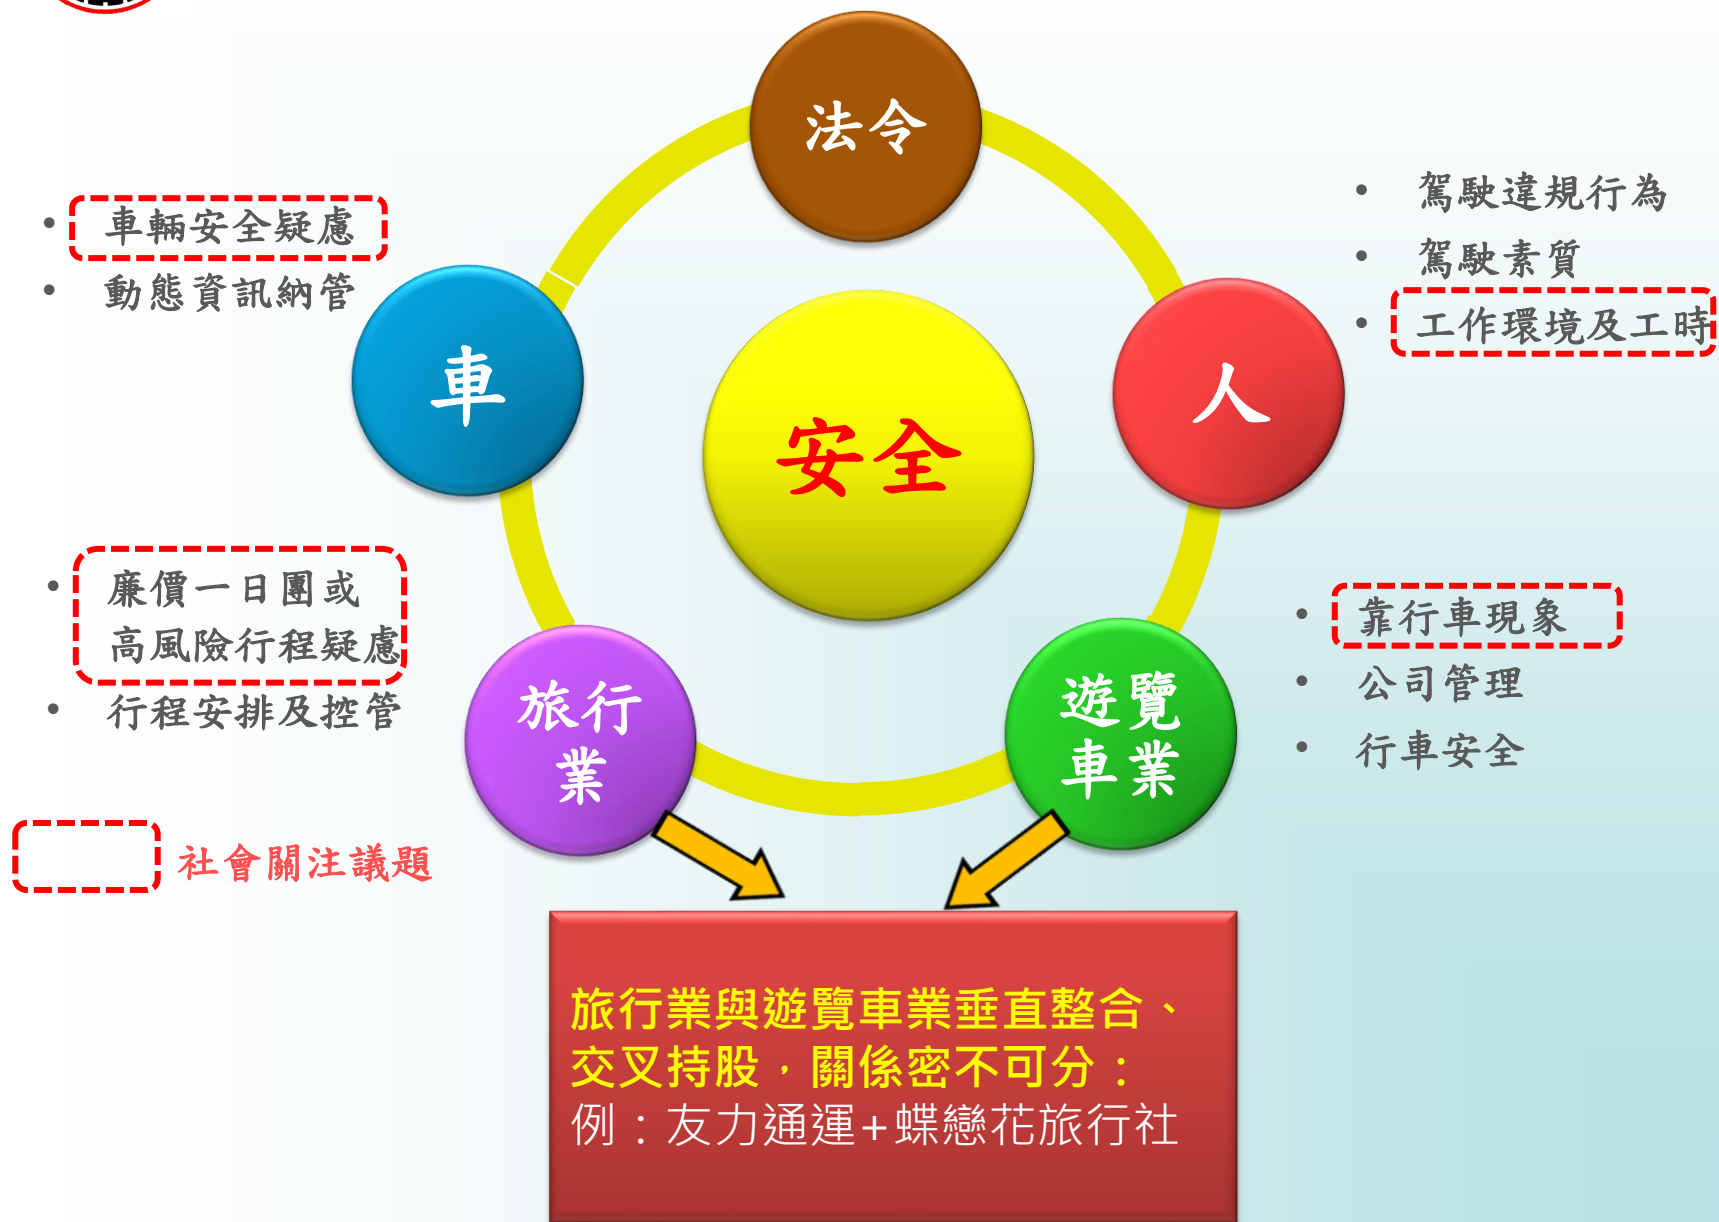 法令
車輛安全疑慮
動態資訊納管
駕駛違規行為
駕駛素質
工作環境及工時
車
人
安全
廉價一日團或
高風險行程疑慮
行程安排及控管
靠行車現象
公司管理
行車安全
旅行
業
遊覽
車業
社會關注議題
旅行業與遊覽車業垂直整合、
交叉持股，關係密不可分：
例：友力通運+蝶戀花旅行社